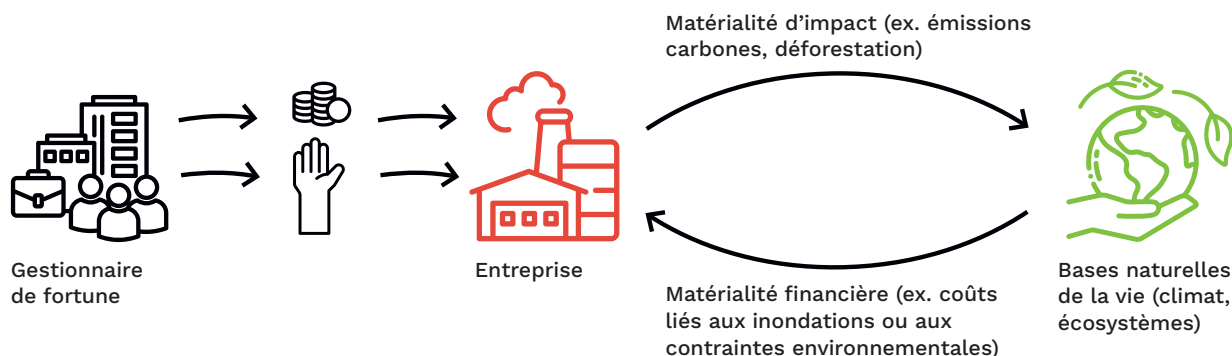 Matérialité d’impact (ex. émissions
carbones, déforestation)
Gestionnaire
de fortune
Entreprise
Matérialité financière (ex. coûts
liés aux inondations ou aux
contraintes environnementales)
Bases naturelles
de la vie (climat,
écosystèmes)